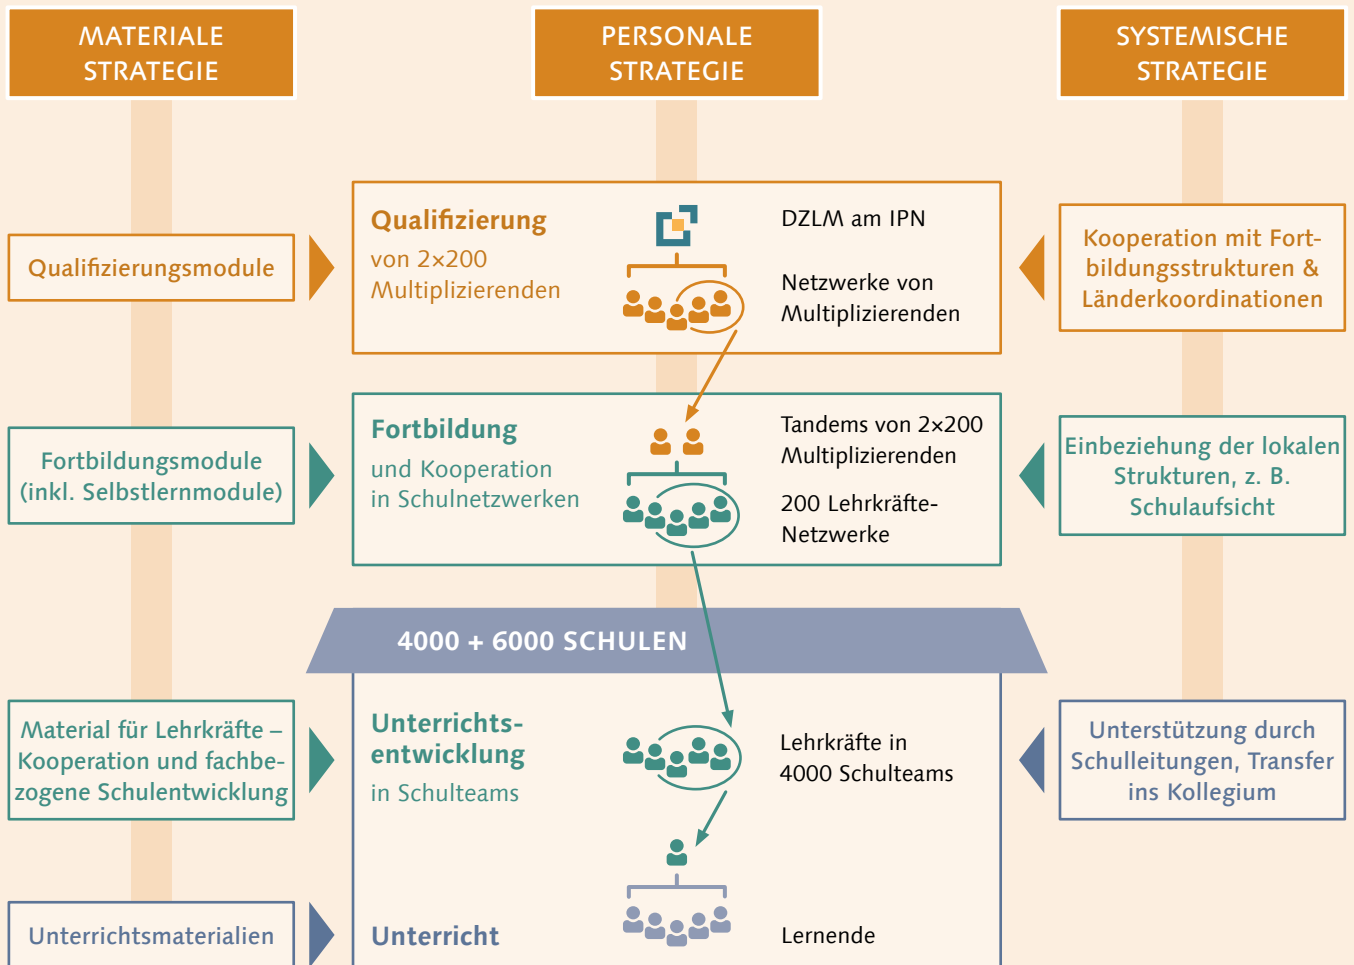 MATERIALE
STRATEGIE
PERSONALE
STRATEGIE
SYSTEMISCHE
STRATEGIE
Qualifizierungsmodule
Qualifizierung
von 2×200
Multiplizierenden
DZLM am IPN
Netzwerke von
Multiplizierenden
Kooperation mit Fort-
bildungsstrukturen &
Länderkoordinationen
Fortbildungsmodule
(inkl. Selbstlernmodule)
Fortbildung
und Kooperation
in Schulnetzwerken
Tandems von 2×200
Multiplizierenden
200 Lehrkräfte-
Netzwerke
Einbeziehung der lokalen
Strukturen, z. B.
Schulaufsicht
4000 + 6000 SCHULEN
Material für Lehrkräfte –
Kooperation und fachbe-
zogene Schulentwicklung
Unterrichts-
entwicklung
in Schulteams
Lehrkräfte in
4000 Schulteams
Unterstützung durch
Schulleitungen, Transfer
ins Kollegium
Unterrichtsmaterialien
Unterricht
Lernende